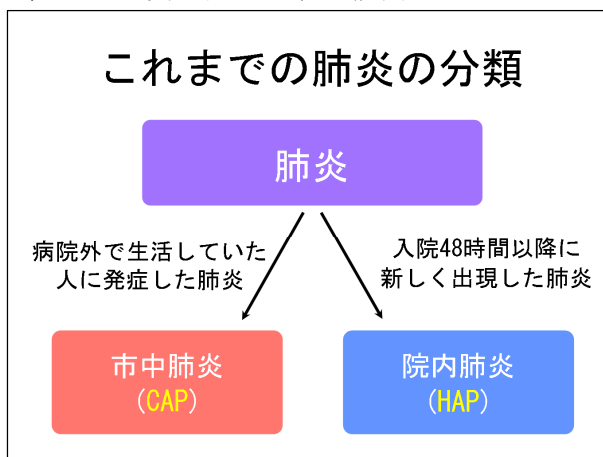 これまでの肺炎の分類
肺炎
病院外で生活していた
人に発症した肺炎
入院48時間以降に
新しく出現した肺炎
市中肺炎
(CAP)
院内肺炎
(HAP)